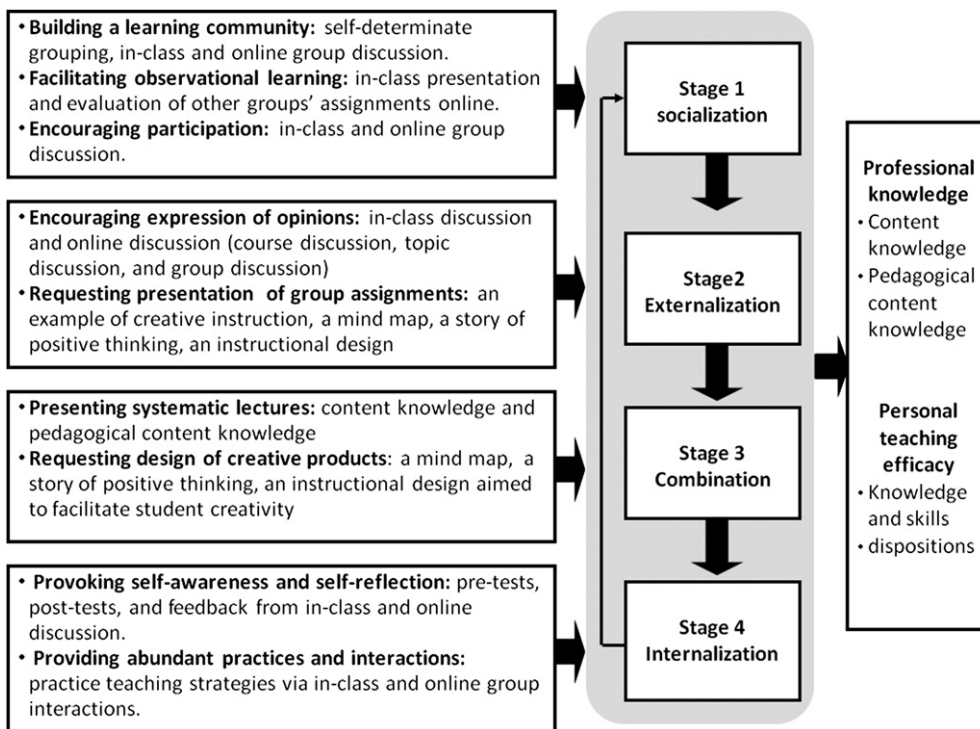 • Building a learning community: self-determinate
grouping, in-class and online group discussion.
• Facilitating observational learning: in-class presentation
and evaluation of other groups' assignments online.
• Encouraging participation: in-class and online group
discussion.
• Encouraging expression of opinions: in-class discussion
and online discussion (course discussion, topic
discussion, and group discussion)
• Requesting presentation of group assignments: an
example of creative instruction, a mind map, a story of
positive thinking, an instructional design
• Presenting systematic lectures: content knowledge and
pedagogical content knowledge
• Requesting design of creative products: a mind map, a
story of positive thinking, an instructional design aimed
to facilitate student creativity
• Provoking self-awareness and self-reflection: pre-tests,
post-tests, and feedback from in-class and online
discussion.
• Providing abundant practices and interactions:
practice teaching strategies via in-class and online group
interactions.
Stage 1
socialization
Stage2
Externalization
Stage 3
Combination
Stage 4
Internalization
Professional
knowledge
• Content
knowledge
• Pedagogical
content
knowledge
Personal
teaching
efficacy
• Knowledge
and skills
• dispositions